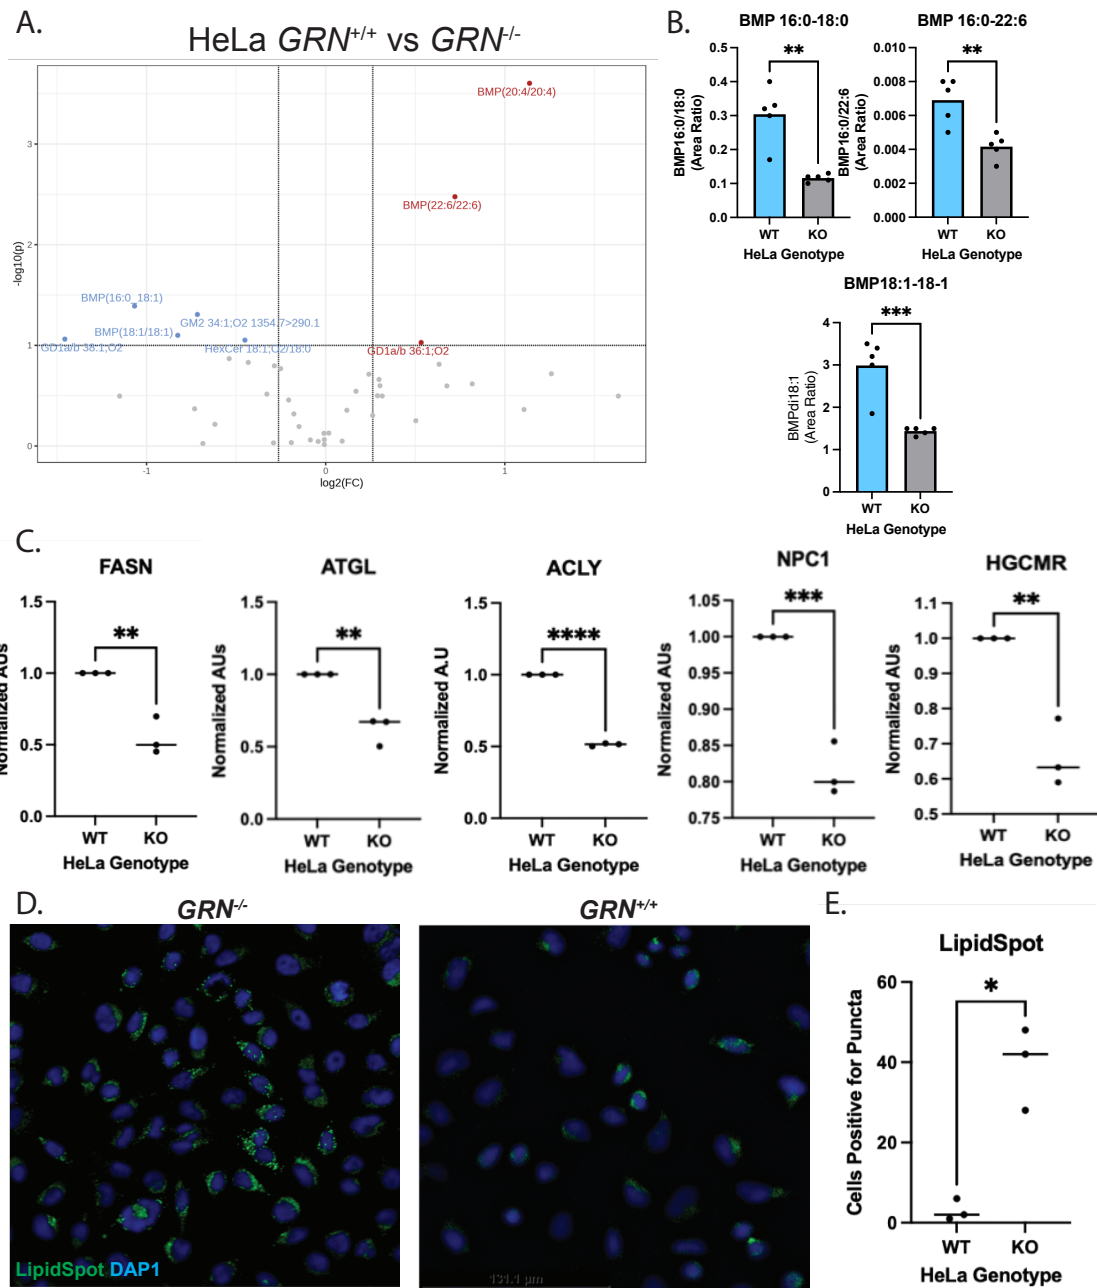 A.
HeLa GRN+/+ vs GRN-/-
BMP(20:4/20:4)
BMP(22:6/22:6)
BMP(16:0_18:1)
GM2 34:1;O2 1354.7>290.1
BMP(18:1/18:1)
GD1a/b 38:1;O2
HexCer 18:1;O2/18:0
GD1a/b 36:1;O2
-log10(p)
3
2
1
0
-1
0
1
log2(FC)
B.
BMP 16:0-18:0
**
BMP16:0/18:0
(Area Ratio)
0.5
0.4
0.3
0.2
0.1
0.0
WT
KO
HeLa Genotype
BMP 16:0-22:6
**
BMP16:0/22:6
(Area Ratio)
0.010
0.008
0.006
0.004
0.002
0.000
WT
KO
HeLa Genotype
BMP18:1-18-1
***
BMPdi18:1
(Area Ratio)
4
3
2
1
0
WT
KO
HeLa Genotype
C.
FASN
**
Normalized AUs
1.5
1.0
0.5
0.0
WT
KO
HeLa Genotype
ATGL
**
Normalized AUs
1.5
1.0
0.5
0.0
WT
KO
HeLa Genotype
ACLY
****
Normalized A.U
1.5
1.0
0.5
0.0
WT
KO
HeLa Genotype
NPC1
***
Normalized AUs
1.05
1.00
0.95
0.90
0.85
0.80
0.75
WT
KO
HeLa Genotype
HGCMR
**
Normalized AUs
1.1
1.0
0.9
0.8
0.7
0.6
0.5
WT
KO
HeLa Genotype
D.
GRN-/-
LipidSpot DAP1
GRN+/+
131.1 µm
E.
LipidSpot
*
Cells Positive for Puncta
60
40
20
0
WT
KO
HeLa Genotype